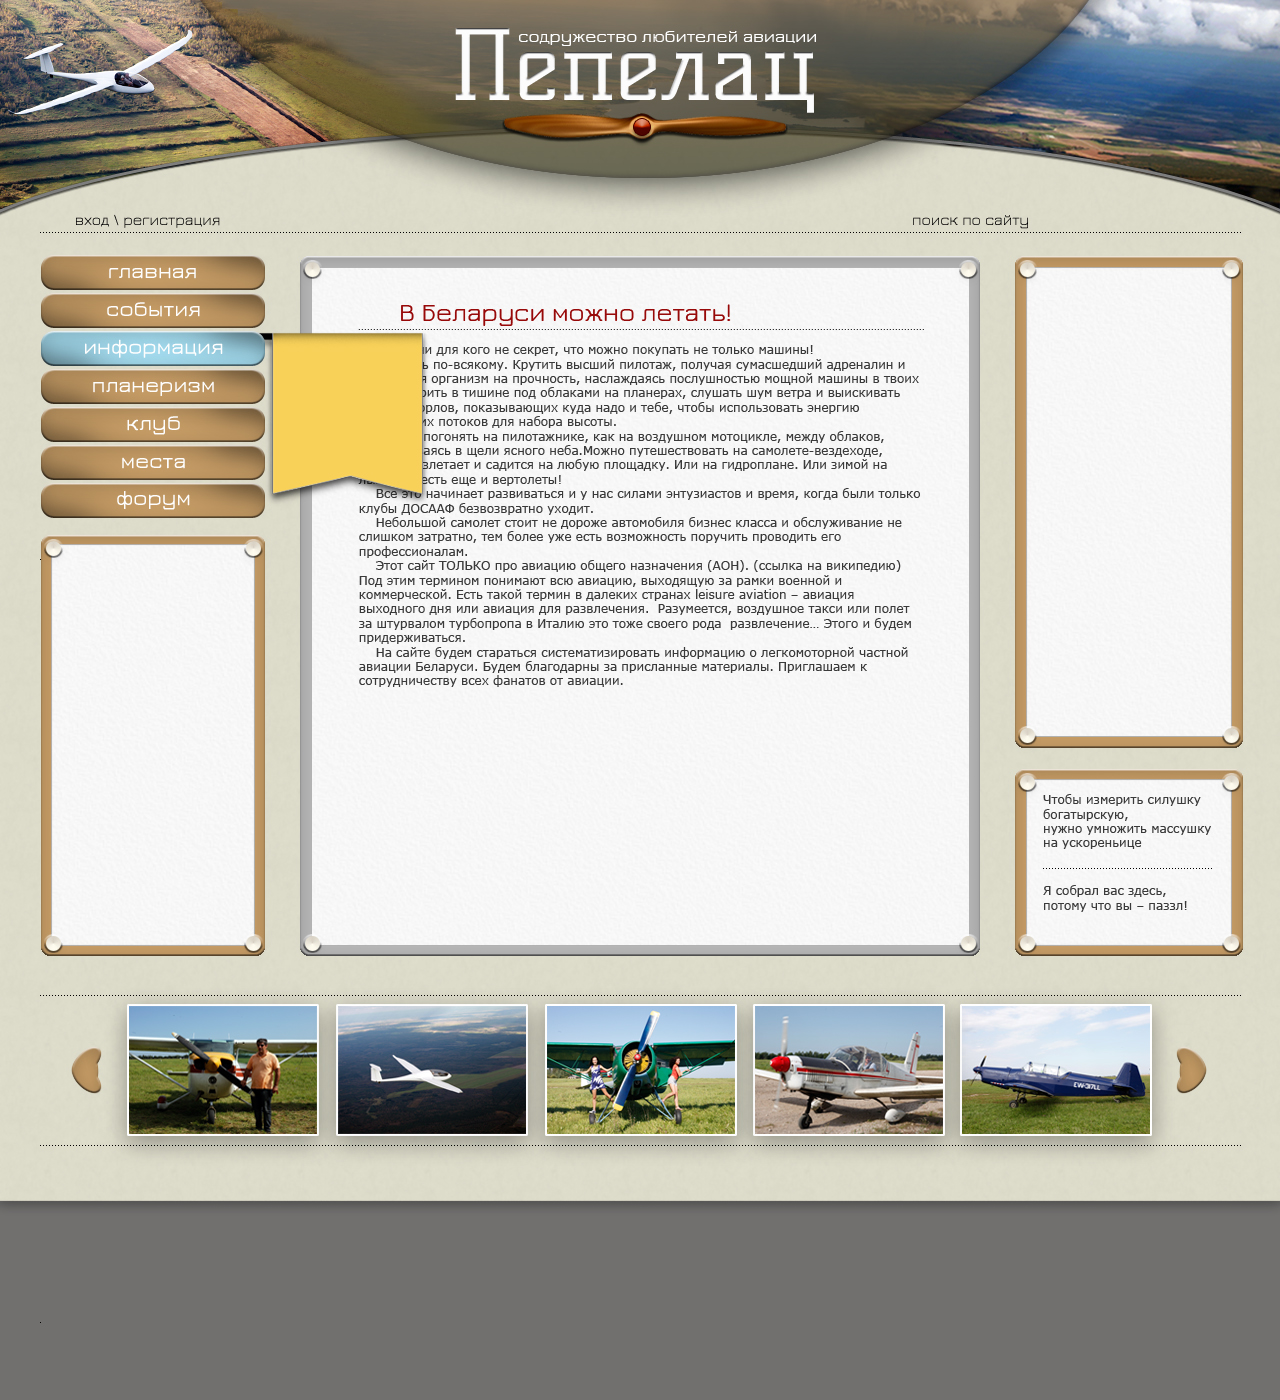 содружество любителей авиации
Пепелац
вход \ регистрация
поиск по сайту
главная
события
информация
планеризм
клуб
места
форум
В Беларуси можно летать!
для кого не секрет, что можно покупать не только машины!
по-всякому. Крутить высший пилотаж, получая сумасшедший адреналин и
организм на прочность, наслаждаясь послушностью мощной машины в твоих
в тишине под облаками на планерах, слушать шум ветра и выискивать
показывающих куда надо и тебе, чтобы использовать энергию
потоков для набора высоты.
погонять на пилотажнике, как на воздушном мотоцикле, между облаков,
в щели ясного неба.Можно путешествовать на самолете-вездеходе,
взлетает и садится на любую площадку. Или на гидроплане. Или зимой на
есть еще и вертолеты!
Все это начинает развиваться и у нас силами энтузиастов и время, когда были только
клубы ДОСААФ безвозвратно уходит.
Небольшой самолет стоит не дороже автомобиля бизнес класса и обслуживание не
слишком затратно, тем более уже есть возможность поручить проводить его
профессионалам.
Этот сайт ТОЛЬКО про авиацию общего назначения (АОН). (ссылка на википедию)
Под этим термином понимают всю авиацию, выходящую за рамки военной и
коммерческой. Есть такой термин в далеких странах leisure aviation – авиация
выходного дня или авиация для развлечения.  Разумеется, воздушное такси или полет
за штурвалом турбопропа в Италию это тоже своего рода  развлечение... Этого и будем
придерживаться.
На сайте будем стараться систематизировать информацию о легкомоторной частной
авиации Беларуси. Будем благодарны за присланные материалы. Приглашаем к
сотрудничеству всех фанатов от авиации.
Чтобы измерить силушку
богатырскую,
нужно умножить массушку
на ускореньице
Я собрал вас здесь,
потому что вы – паззл!
EW-317LL